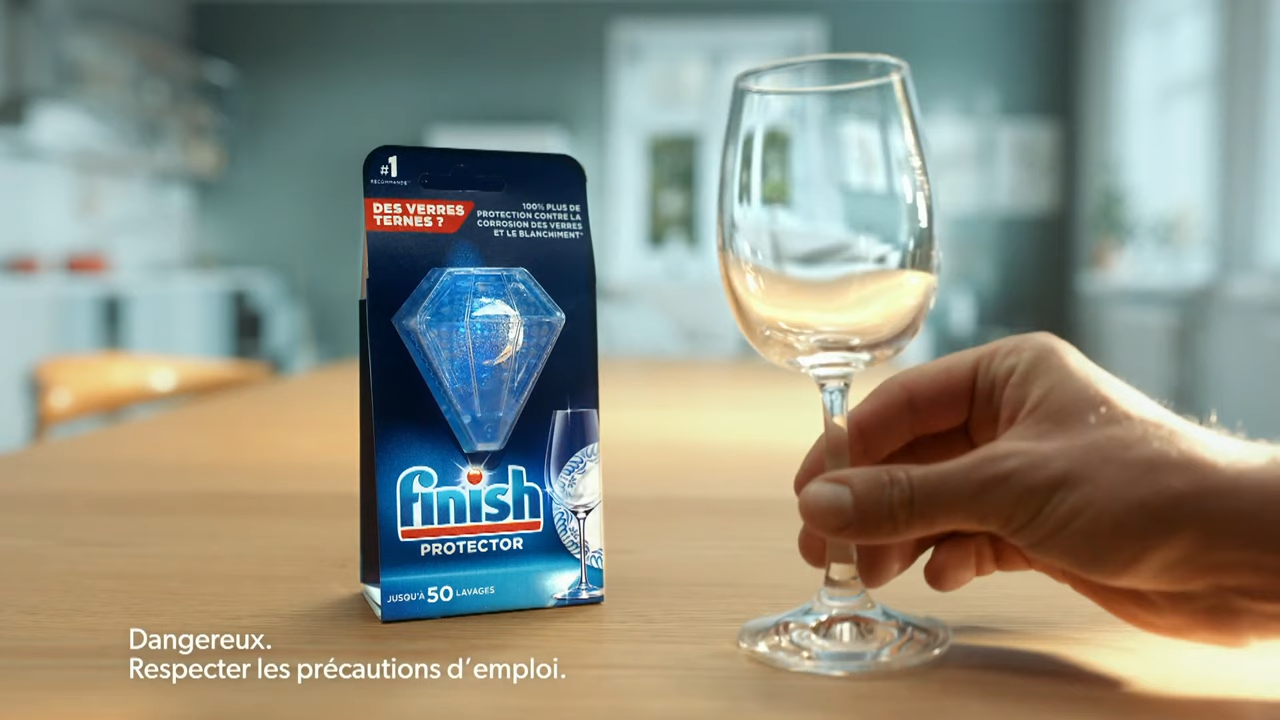 #1
RECOMMANDÉ
DES VERRES
TERNES ?
100% PLUS DE
PROTECTION CONTRE LA
CORROSION DES VERRES
ET LE BLANCHIMENT*
finish
PROTECTOR
JUSQU'À 50 LAVAGES
Dangereux.
Respecter les précautions d'emploi.